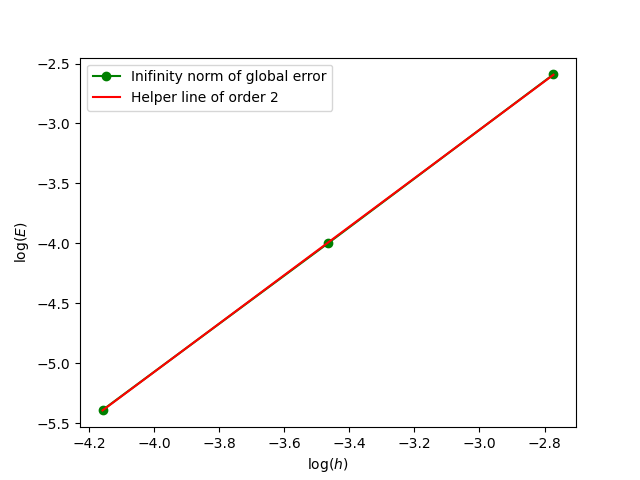 Inifinity norm of global error
Helper line of order 2
−2.5
−3.0
−3.5
−4.0
−4.5
−5.0
−5.5
log(E)
−4.2 −4.0 −3.8 −3.6 −3.4 −3.2 −3.0 −2.8
log(h)